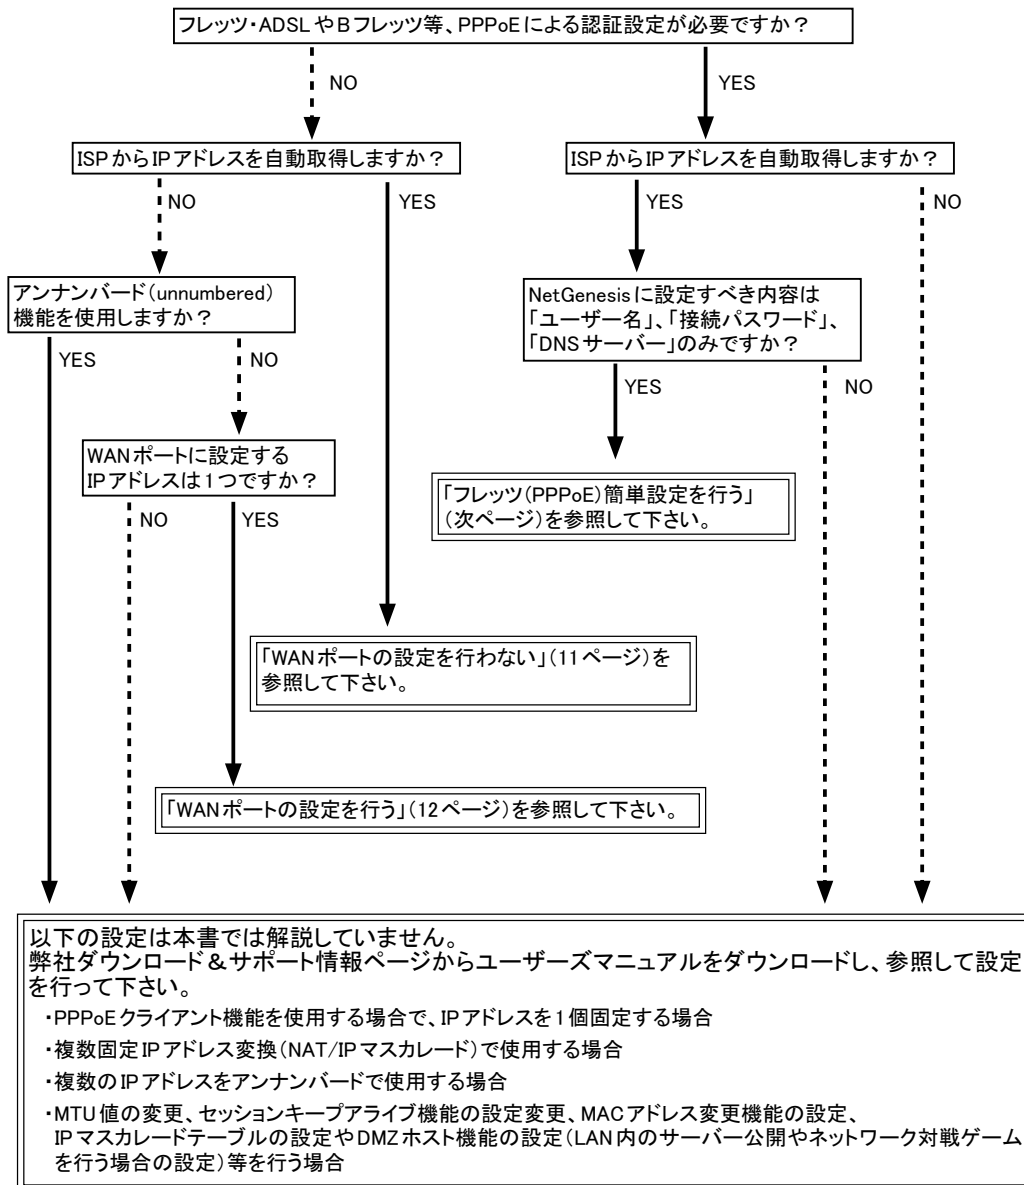 フレッツ・ADSLやBフレッツ等、PPPoEによる認証設定が必要ですか？
NO
YES
ISPからIPアドレスを自動取得しますか？
ISPからIPアドレスを自動取得しますか？
NO
YES
YES
NO
アンナンバード（unnumbered）
機能を使用しますか？
NetGenesisに設定すべき内容は
「ユーザー名」、「接続パスワード」、
「DNSサーバー」のみですか？
YES
NO
YES
NO
WANポートに設定する
IPアドレスは1つですか？
「フレッツ（PPPoE）簡単設定を行う」
（次ページ）を参照して下さい。
NO
YES
「WANポートの設定を行わない」（11ページ）を
参照して下さい。
「WANポートの設定を行う」（12ページ）を参照して下さい。
以下の設定は本書では解説していません。
弊社ダウンロード＆サポート情報ページからユーザーズマニュアルをダウンロードし、参照して設定
を行って下さい。
・PPPoEクライアント機能を使用する場合で、IPアドレスを1個固定する場合
・複数固定IPアドレス変換（NAT/IPマスカレード）で使用する場合
・複数のIPアドレスをアンナンバードで使用する場合
・MTU値の変更、セッションキープアライブ機能の設定変更、MACアドレス変更機能の設定、
IPマスカレードテーブルの設定やDMZホスト機能の設定（LAN内のサーバー公開やネットワーク対戦ゲーム
を行う場合の設定）等を行う場合